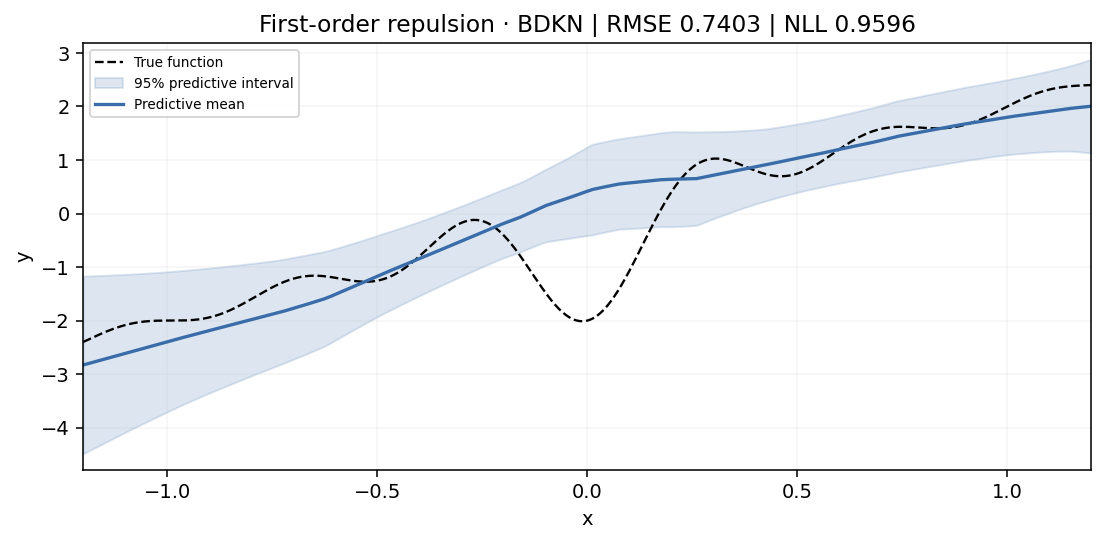 First-order repulsion · BDKN | RMSE 0.7403 | NLL 0.9596
True function
95% predictive interval
Predictive mean
3
2
1
0
−1
−2
−3
−4
y
−1.0 −0.5 0.0 0.5 1.0
x